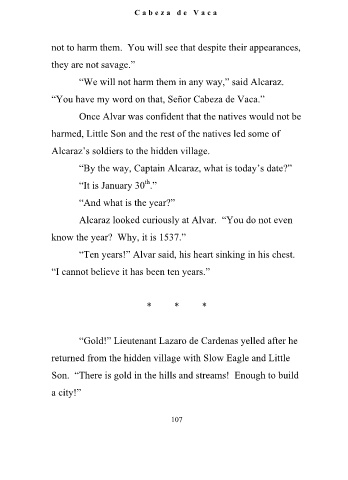 Cabeza de Vaca
not to harm them.  You will see that despite their appearances,
they are not savage.”
“We will not harm them in any way,” said Alcaraz.
“You have my word on that, Señor Cabeza de Vaca.”
Once Alvar was confident that the natives would not be
harmed, Little Son and the rest of the natives led some of
Alcaraz’s soldiers to the hidden village.
“By the way, Captain Alcaraz, what is today’s date?”
“It is January 30th.”
“And what is the year?”
Alcaraz looked curiously at Alvar.  “You do not even
know the year?  Why, it is 1537.”
“Ten years!” Alvar said, his heart sinking in his chest.
“I cannot believe it has been ten years.”
* * *
“Gold!” Lieutenant Lazaro de Cardenas yelled after he
returned from the hidden village with Slow Eagle and Little
Son.  “There is gold in the hills and streams!  Enough to build
a city!”
107